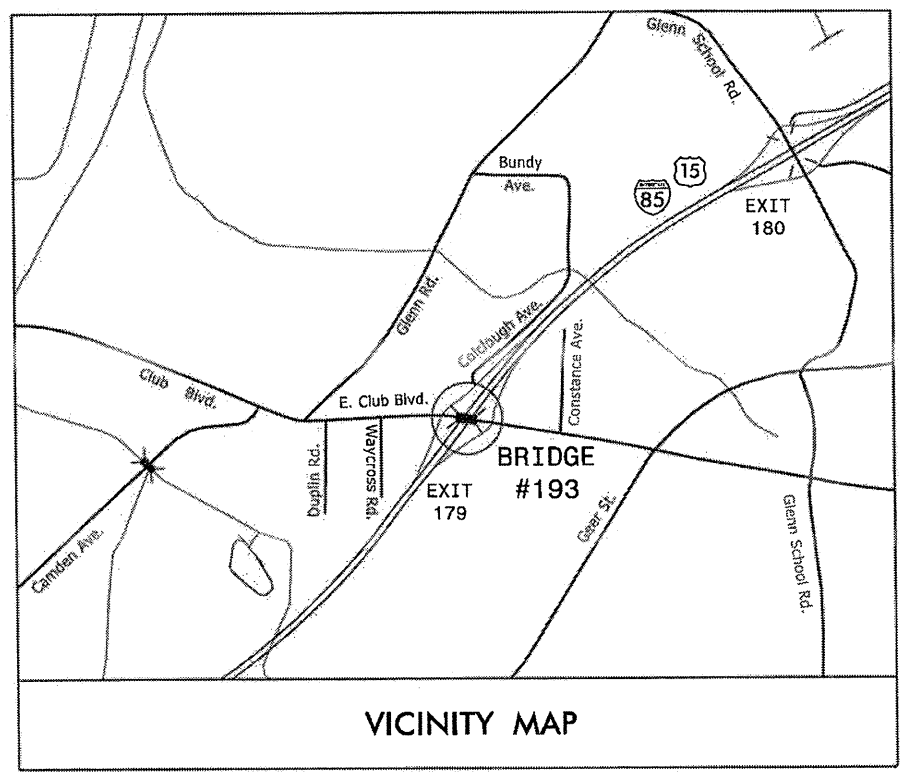 Glenn School Rd.
Bundy
Ave.
15
85
EXIT
180
Glenn Rd.
Colclough Ave.
Constance Ave.
Club Blvd.
E. Club Blvd.
Duplin Rd.
Waycross Rd.
BRIDGE
#193
EXIT
179
Geer St.
Glenn School Rd.
Camden Ave.
VICINITY MAP